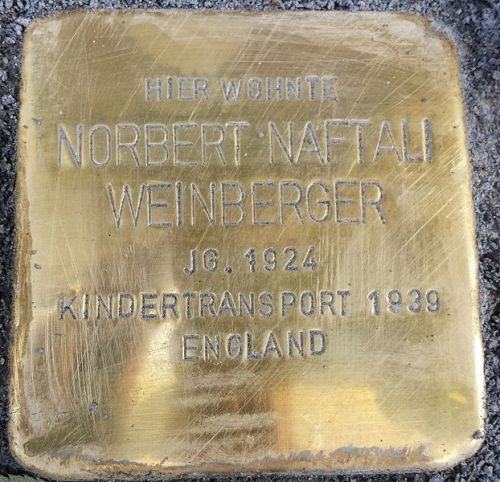 HIER WOHNTE
NORBERT NAFTALI
WEINBERGER
JG. 1924
KINDERTRANSPORT 1939
ENGLAND